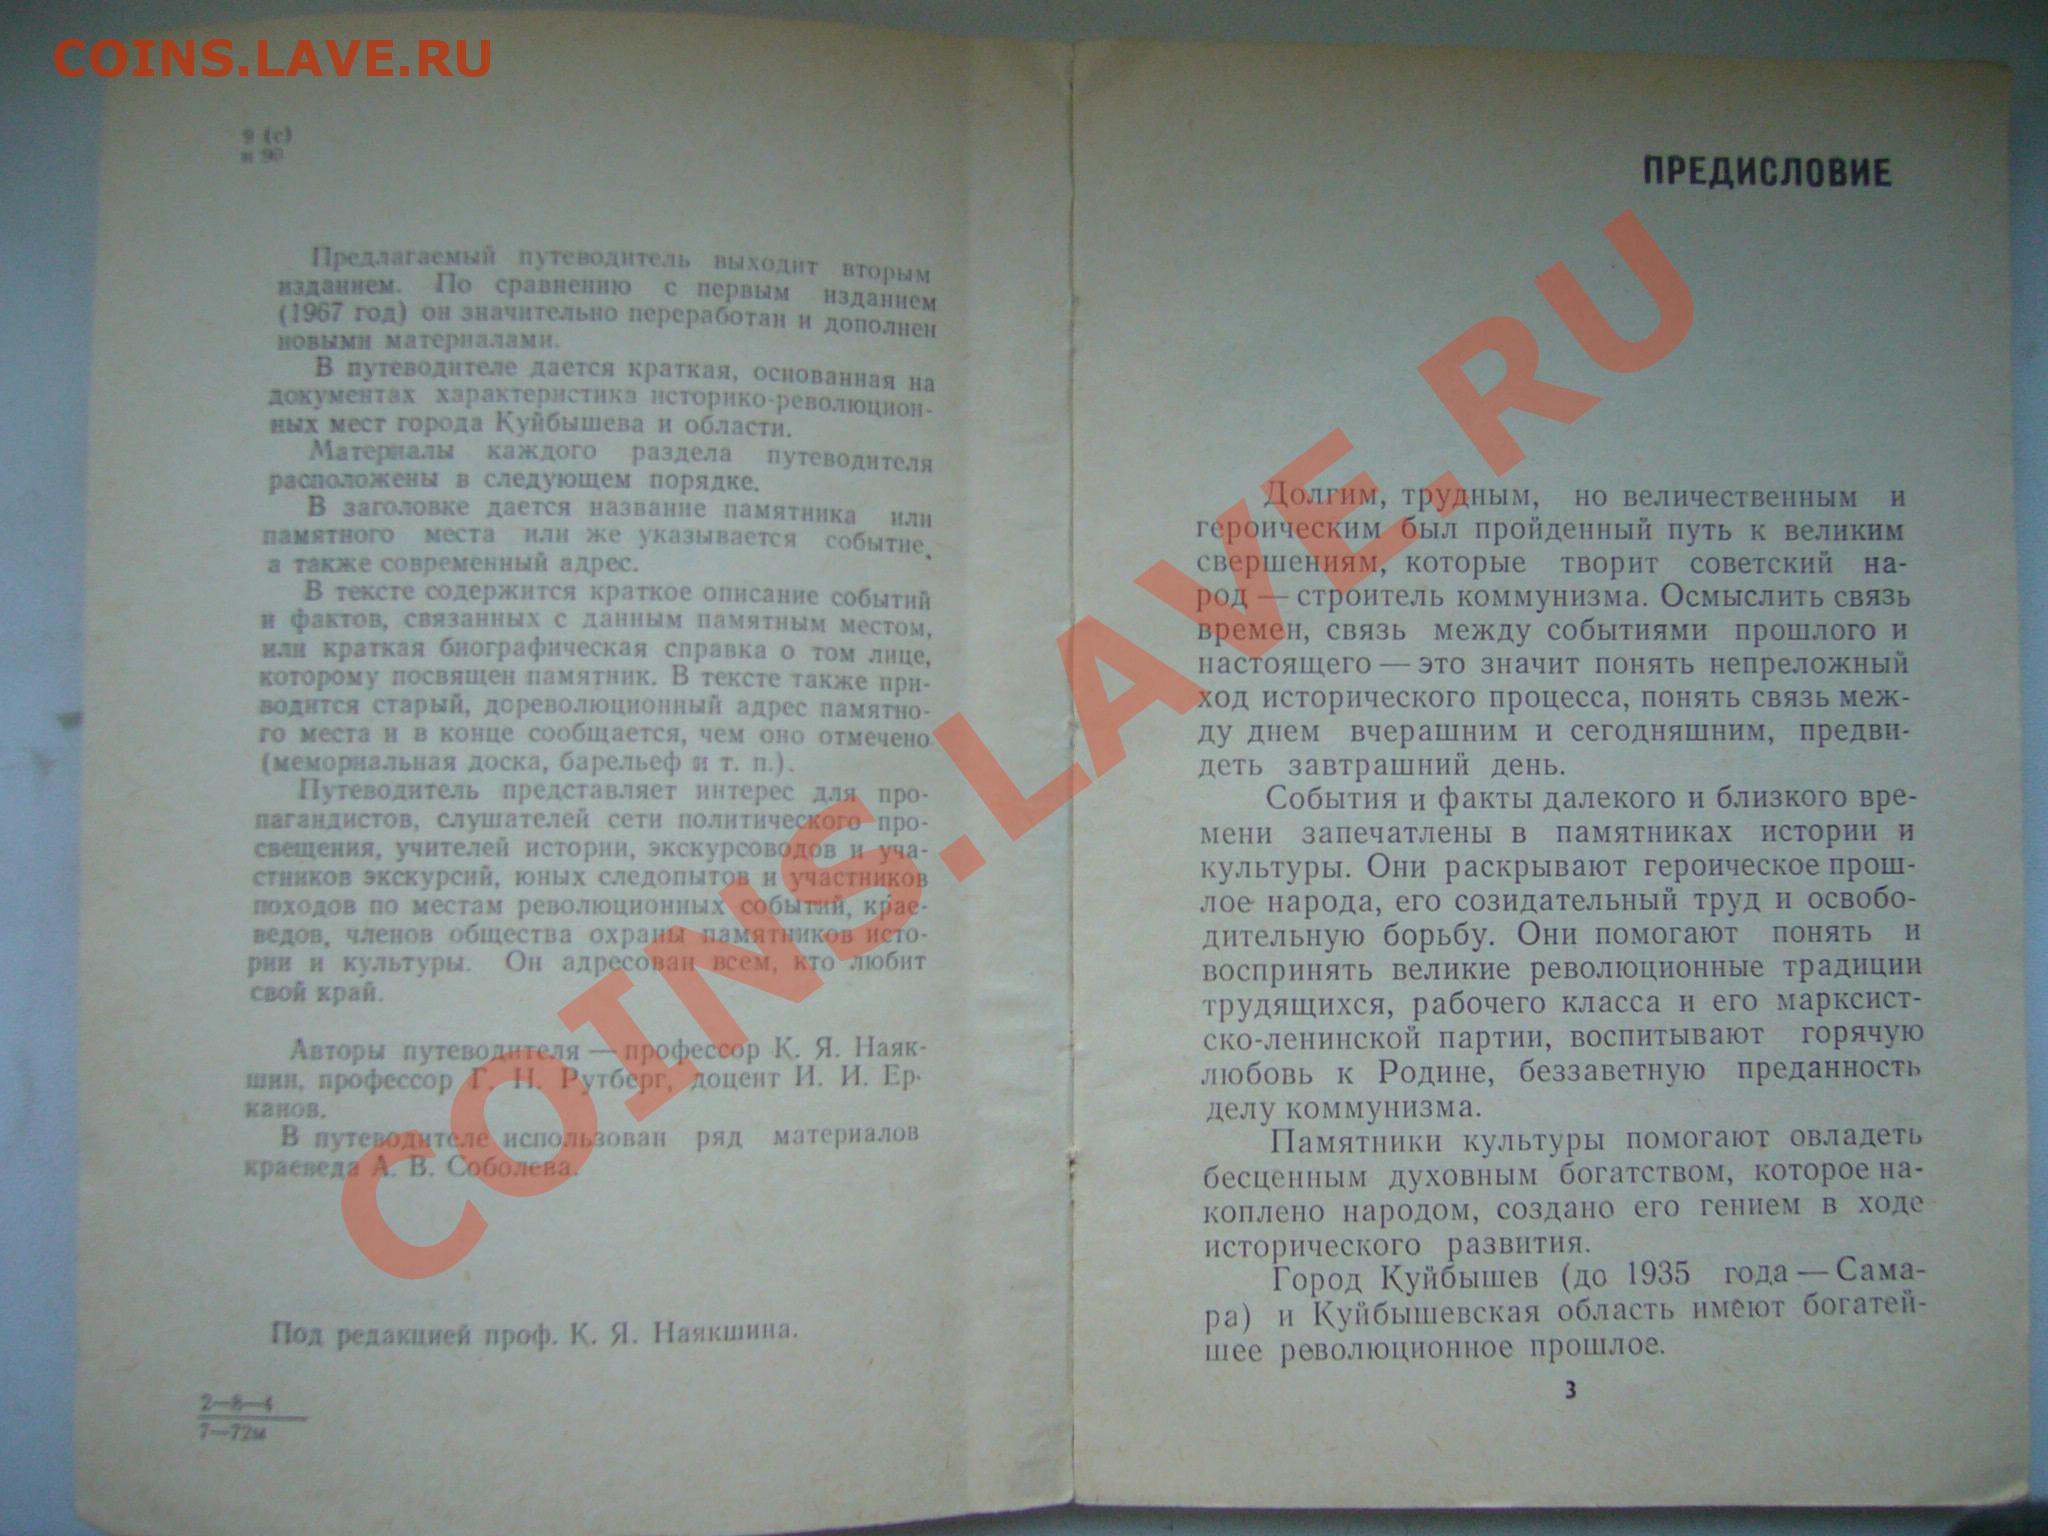 COINS.LAVE.RU
9 (с)
Предлагаемый путеводитель выходит вторым
изданием. По сравнению с первым изданием
(1967 год) он значительно переработан и дополнен
новыми материалами.
В путеводителе дается краткая, основанная на
документах характеристика историко-революцион-
ных мест города Куйбышева и области.
Материалы каждого раздела путеводителя
расположены в следующем порядке.
В заголовке дается название памятника или
памятного места или же указывается событие,
а также современный адрес.
В тексте содержится краткое описание событий
и фактов, связанных с данным памятным местом,
или краткая биографическая справка о том лице,
которому посвящен памятник. В тексте также при-
водится старый, дореволюционный адрес памятно-
го места и в конце сообщается, чем оно отмечено
(мемориальная доска, барельеф и т. п.).
Путеводитель представляет интерес для про-
пагандистов, слушателей сети политического про-
свещения, учителей истории, экскурсоводов и уча-
стников экскурсий, юных следопытов и участников
походов по местам революционных событий, крае-
ведов, членов общества охраны памятников исто-
рии и культуры. Он адресован всем, кто любит
свой край.
Авторы путеводителя — профессор К. Я. Наяк-
шин, профессор Г. Н. Рутберг, доцент И. И. Ер-
канов.
В путеводителе использован ряд материалов
краеведа А. В. Соболева.
Под редакцией проф. К. Я. Наякшина.
2—8—4
7—72м
ПРЕДИСЛОВИЕ
Долгим, трудным, но величественным и
героическим был пройденный путь к великим
свершениям, которые творит советский на-
род — строитель коммунизма. Осмыслить связь
времен, связь между событиями прошлого и
настоящего — это значит понять непреложный
ход исторического процесса, понять связь меж-
ду днем вчерашним и сегодняшним, предви-
деть завтрашний день.
События и факты далекого и близкого вре-
мени запечатлены в памятниках истории и
культуры. Они раскрывают героическое прош-
лое народа, его созидательный труд и освобо-
дительную борьбу. Они помогают понять и
воспринять великие революционные традиции
трудящихся, рабочего класса и его марксист-
ско-ленинской партии, воспитывают горячую
любовь к Родине, беззаветную преданность
делу коммунизма.
Памятники культуры помогают овладеть
бесценным духовным богатством, которое на-
коплено народом, создано его гением в ходе
исторического развития.
Город Куйбышев (до 1935 года — Сама-
ра) и Куйбышевская область имеют богатей-
шее революционное прошлое.
3
COINS.LAVE.RU